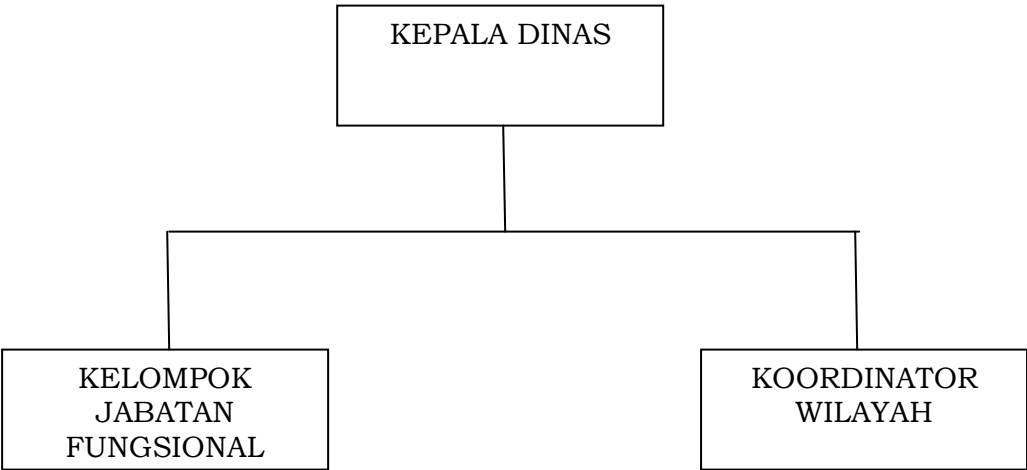 KEPALA DINAS
KELOMPOK
JABATAN
FUNGSIONAL
KOORDINATOR
WILAYAH